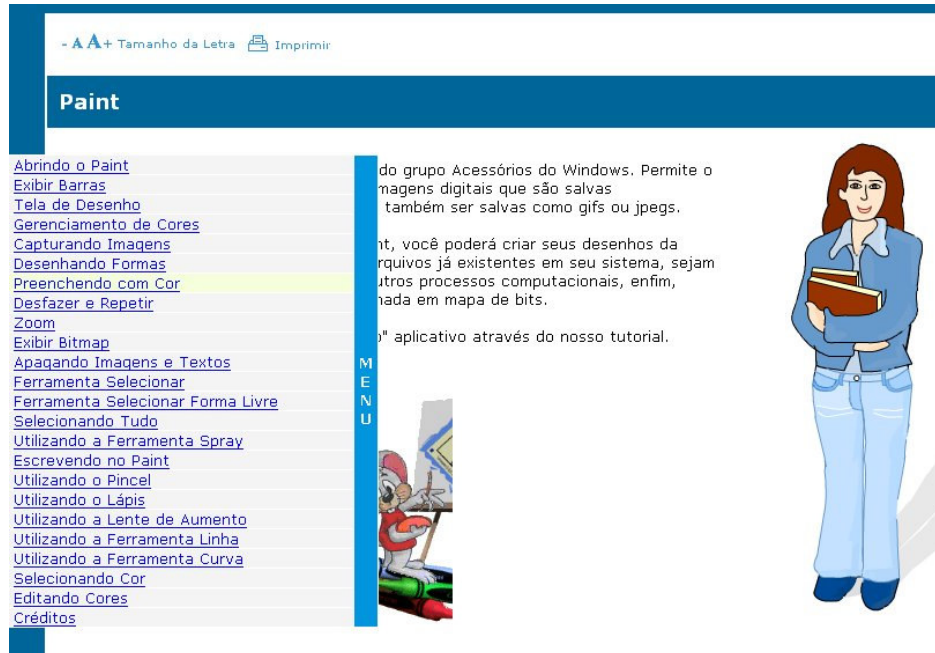 - A A+ Tamanho da Letra Imprimir
Paint
Abrindo o Paint
Exibir Barras
Tela de Desenho
Gerenciamento de Cores
Capturando Imagens
Desenhando Formas
Preenchendo com Cor
Desfazer e Repetir
Zoom
Exibir Bitmap
Apagando Imagens e Textos
Ferramenta Selecionar
Ferramenta Selecionar Forma Livre
Selecionando Tudo
Utilizando a Ferramenta Spray
Escrevendo no Paint
Utilizando o Pincel
Utilizando o Lápis
Utilizando a Lente de Aumento
Utilizando a Ferramenta Linha
Utilizando a Ferramenta Curva
Selecionando Cor
Editando Cores
Créditos
MENU
do grupo Acessórios do Windows. Permite o
magens digitais que são salvas
também ser salvas como gifs ou jpegs.
nt, você poderá criar seus desenhos da
rquivos já existentes em seu sistema, sejam
utros processos computacionais, enfim,
nada em mapa de bits.
" aplicativo através do nosso tutorial.